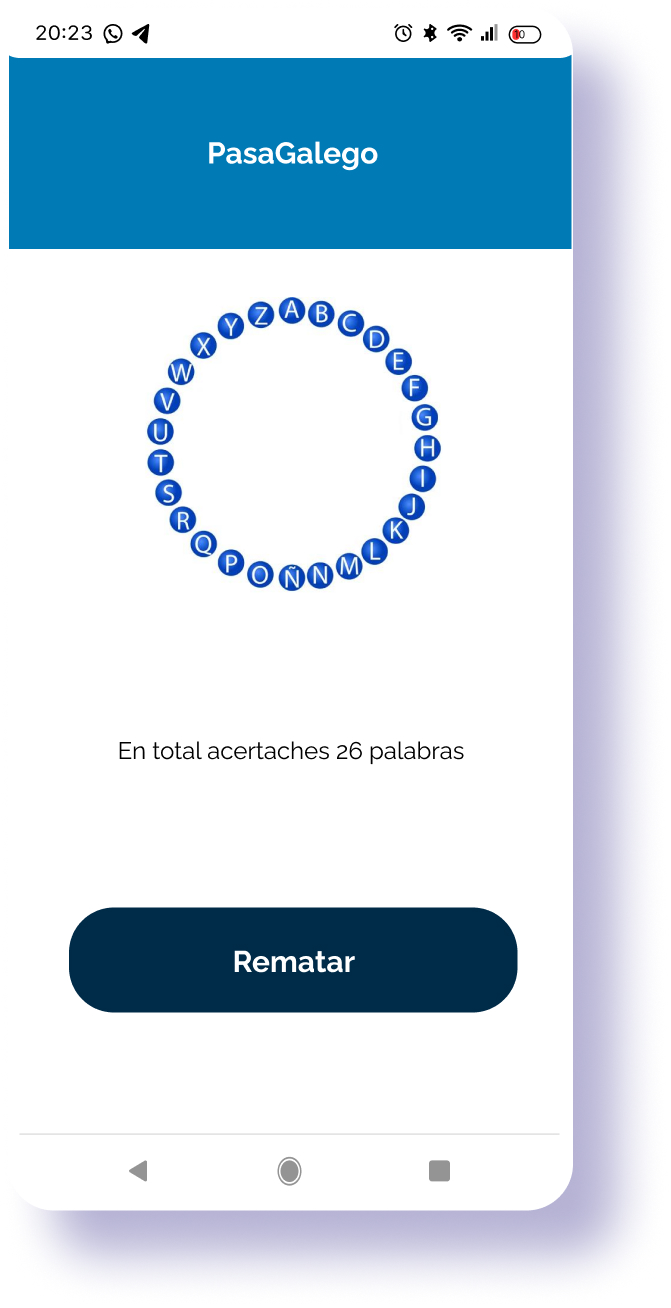 20:23
10
PasaGalego
A B C D E F G H I J K L M N Ñ O P Q R S T U V W X Y Z
En total acertaches 26 palabras
Rematar